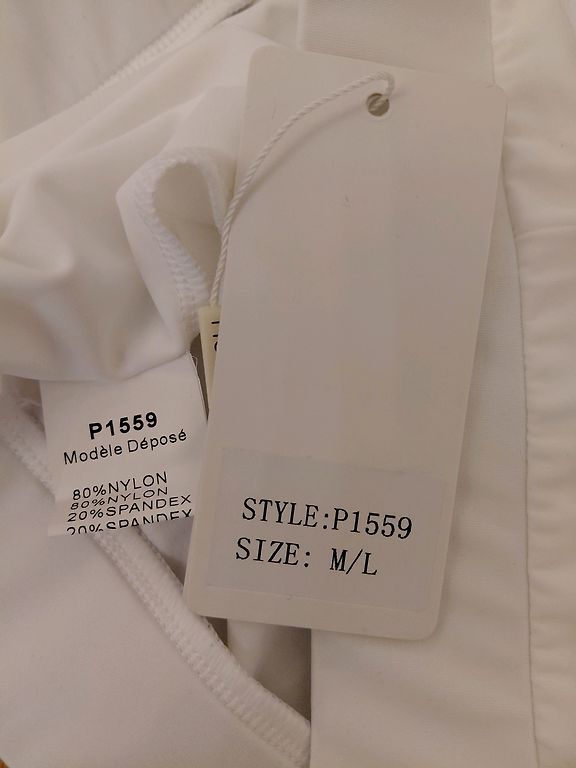 P1559
Modèle Déposé
80%NYLON
80%NYLON
20%SPANDEX
20%SPANDEX
STYLE:P1559
SIZE: M/L